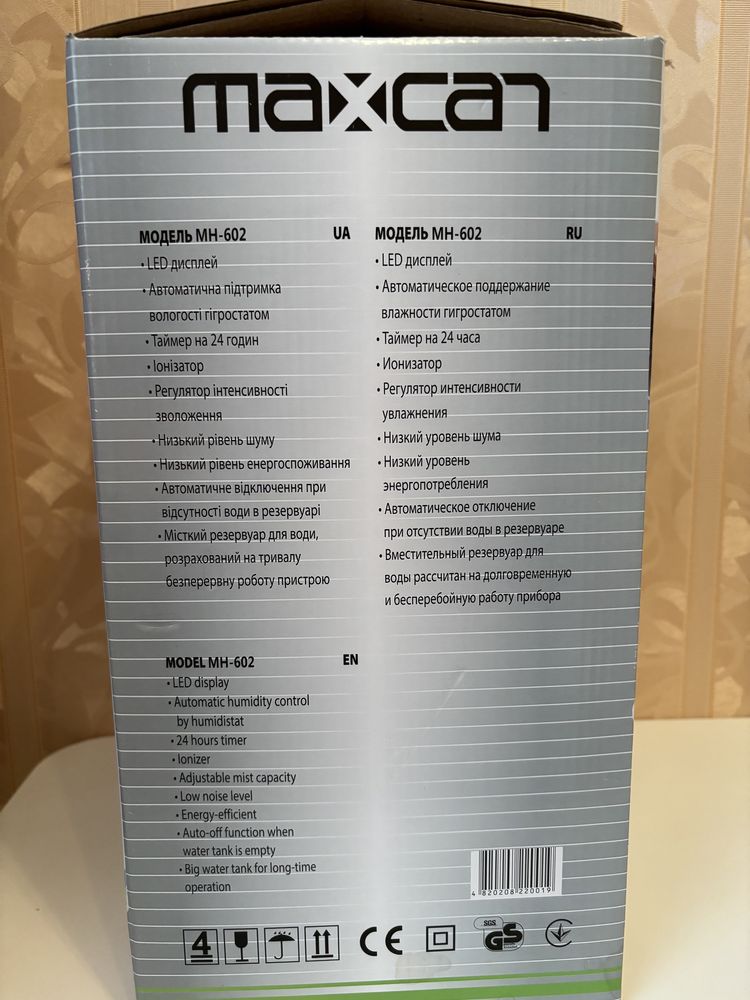 maxcan
МОДЕЛЬ МН-602 UA
• LED дисплей
• Автоматична підтримка
вологості гігростатом
• Таймер на 24 годин
• Іонізатор
• Регулятор інтенсивності
зволоження
• Низький рівень шуму
• Низький рівень енергоспоживання
• Автоматичне відключення при
відсутності води в резервуарі
• Місткий резервуар для води,
розрахований на тривалу
безперервну роботу пристрою
МОДЕЛЬ МН-602 RU
• LED дисплей
• Автоматическое поддержание
влажности гигростатом
• Таймер на 24 часа
• Ионизатор
• Регулятор интенсивности
увлажнения
• Низкий уровень шума
• Низкий уровень
энергопотребления
• Автоматическое отключение
при отсутствии воды в резервуаре
• Вместительный резервуар для
воды рассчитан на долговременную
и бесперебойную работу прибора
MODEL MH-602 EN
• LED display
• Automatic humidity control
by humidistat
• 24 hours timer
• Ionizer
• Adjustable mist capacity
• Low noise level
• Energy-efficient
• Auto-off function when
water tank is empty
• Big water tank for long-time
operation
4 820208 220019
4 CE SGS GS